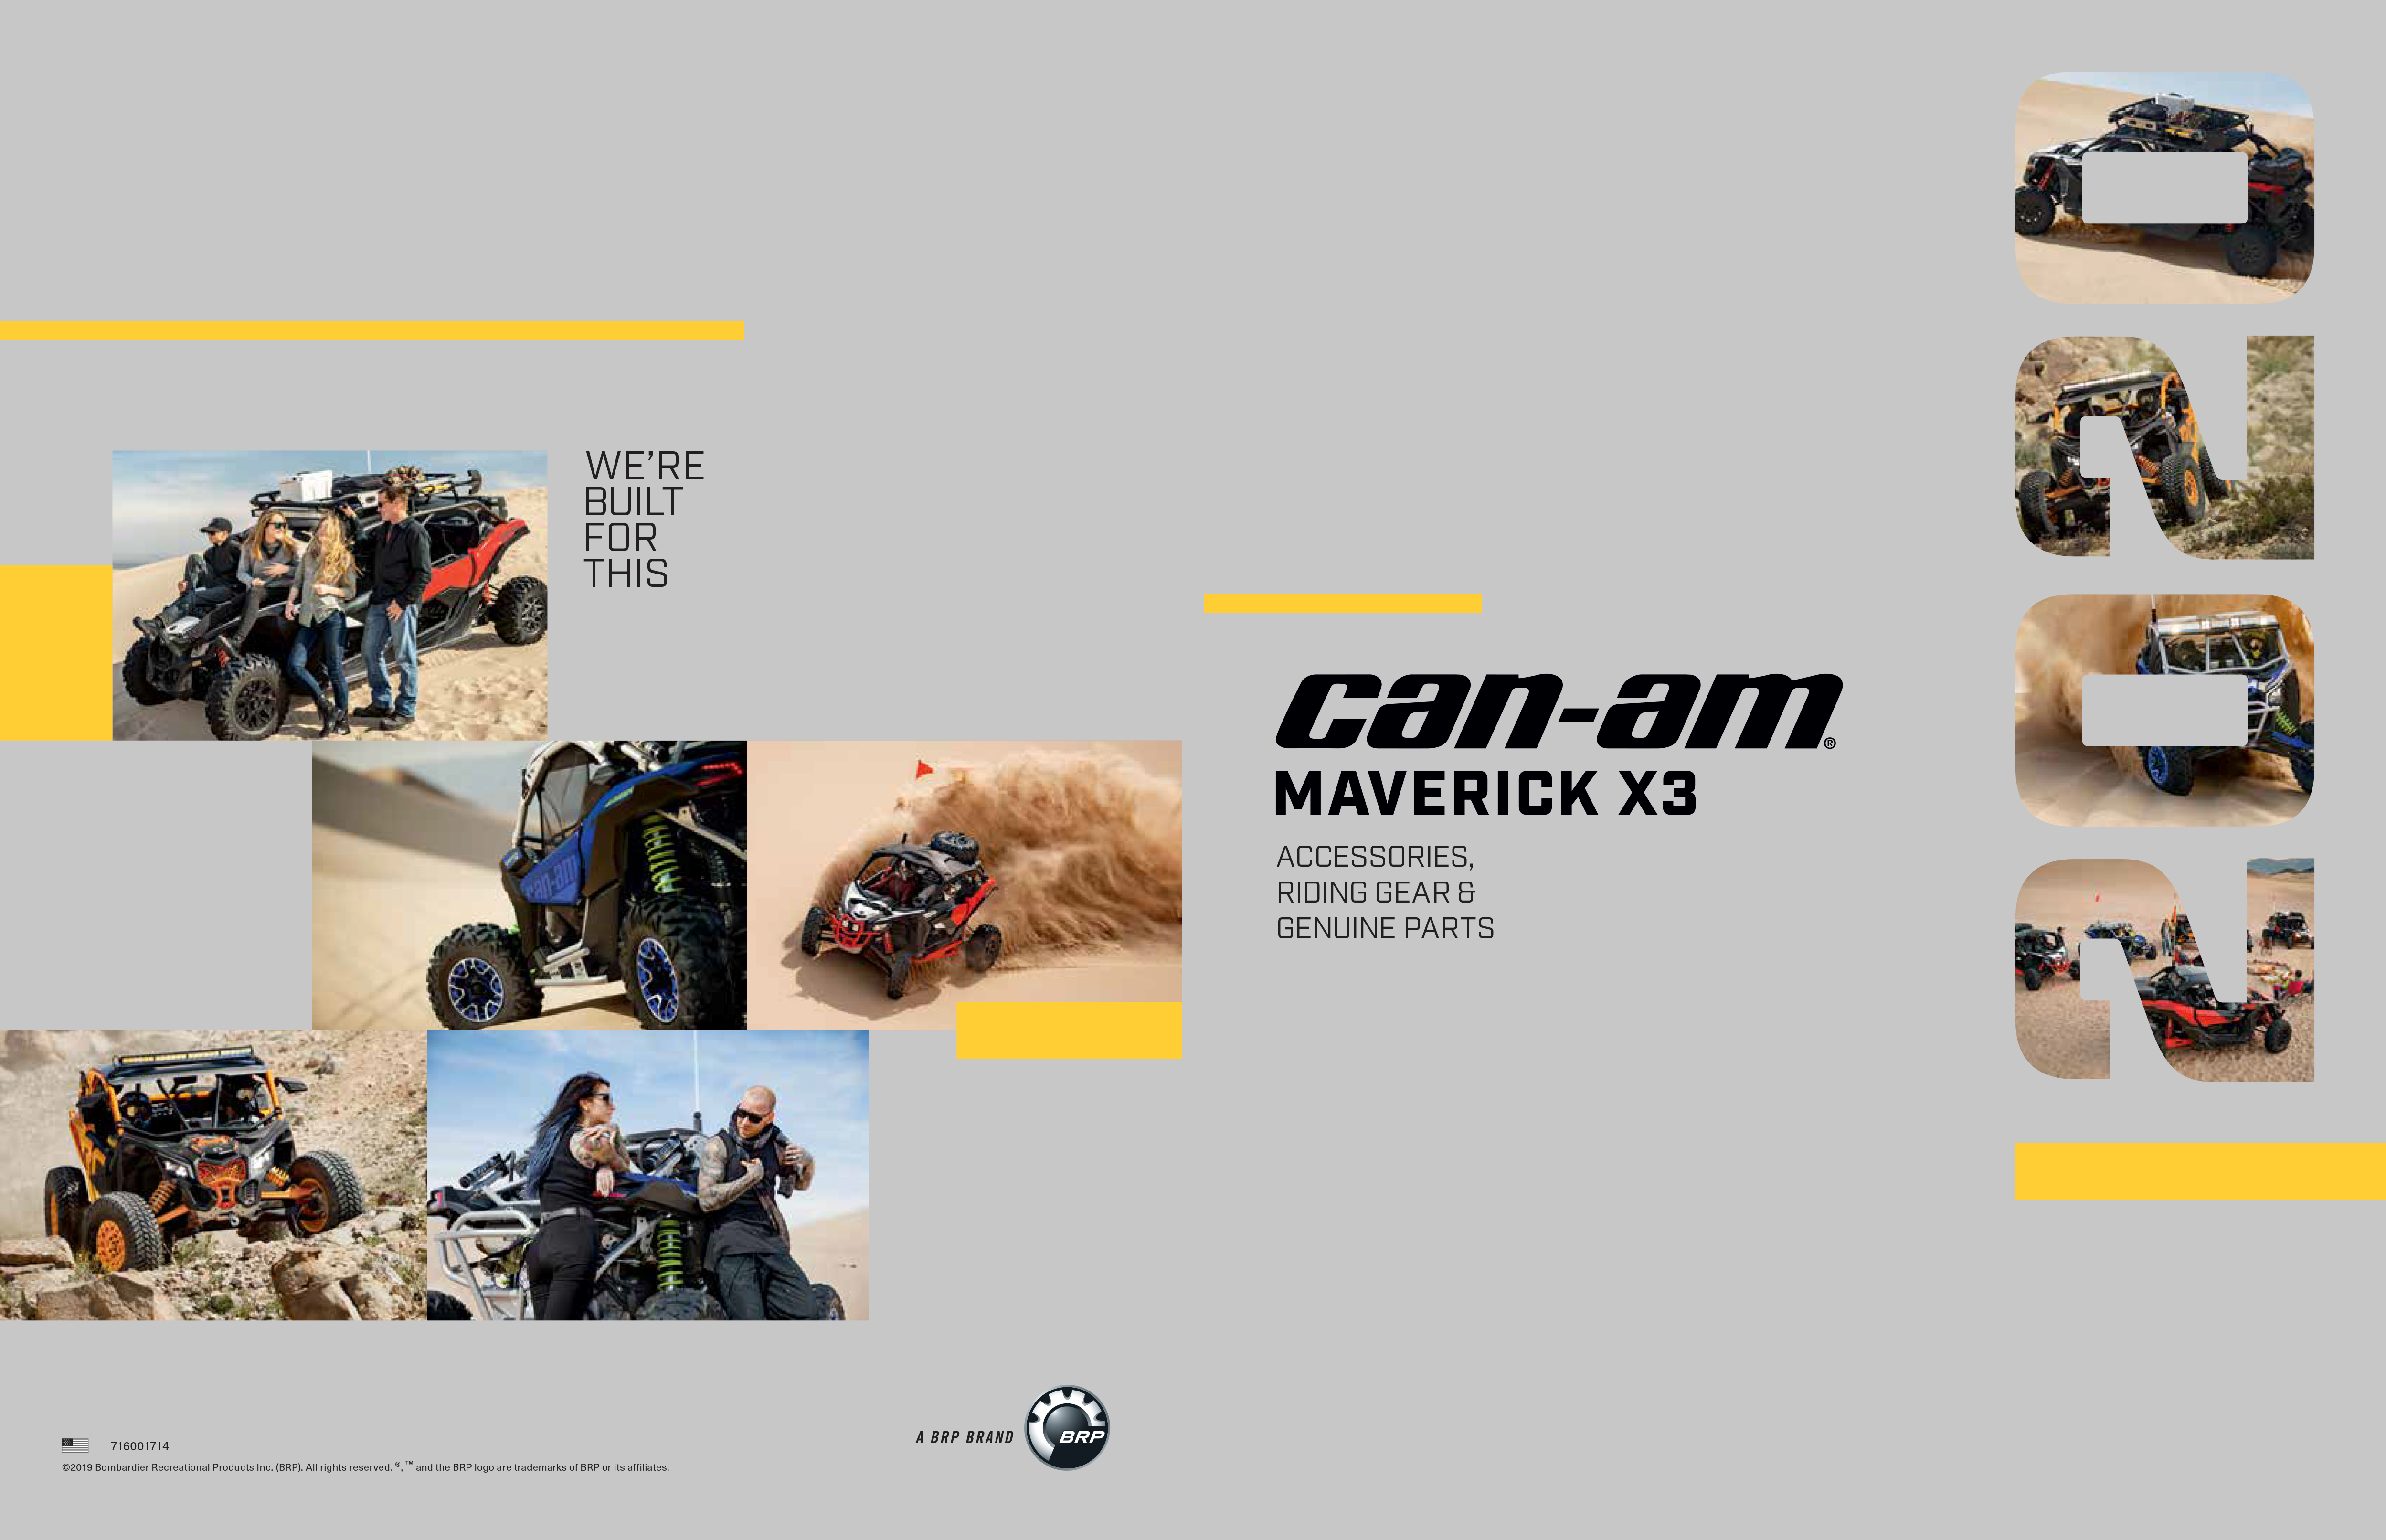 WE'RE
BUILT
FOR
THIS
can-am
716001714
©2019 Bombardier Recreational Products Inc. (BRP). All rights reserved. ®, ™ and the BRP logo are trademarks of BRP or its affiliates.
A BRP BRAND
BRP
can-am®
MAVERICK X3
ACCESSORIES,
RIDING GEAR &
GENUINE PARTS
2020